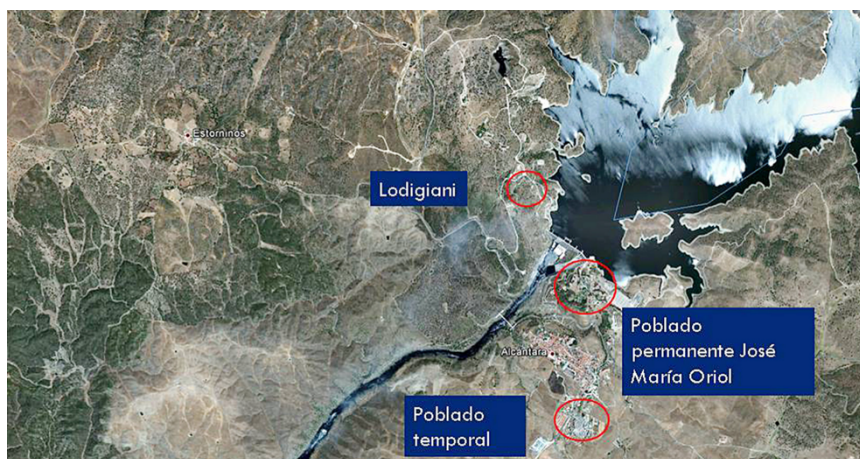 Estorninos
Lodigiani
Poblado
permanente José
María Oriol
Alcántara
Poblado
temporal